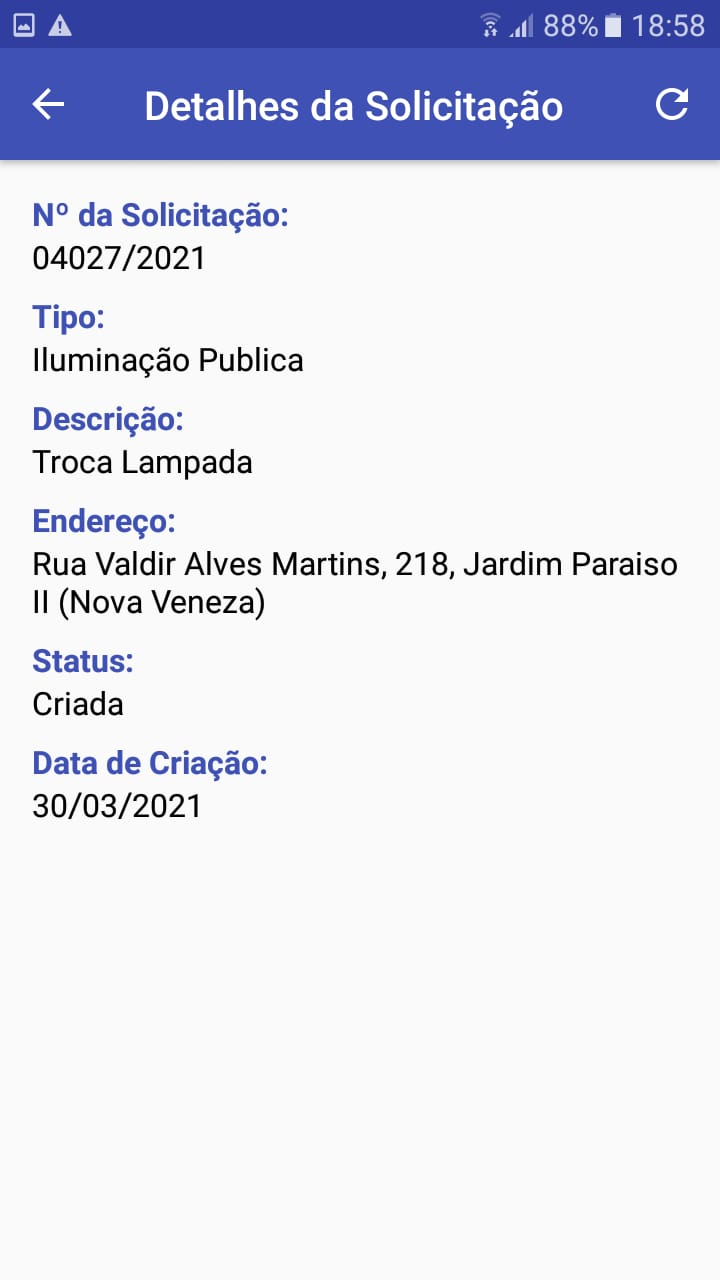 88% 18:58
Detalhes da Solicitação
Nº da Solicitação:
04027/2021
Tipo:
Iluminação Publica
Descrição:
Troca Lampada
Endereço:
Rua Valdir Alves Martins, 218, Jardim Paraiso
II (Nova Veneza)
Status:
Criada
Data de Criação:
30/03/2021